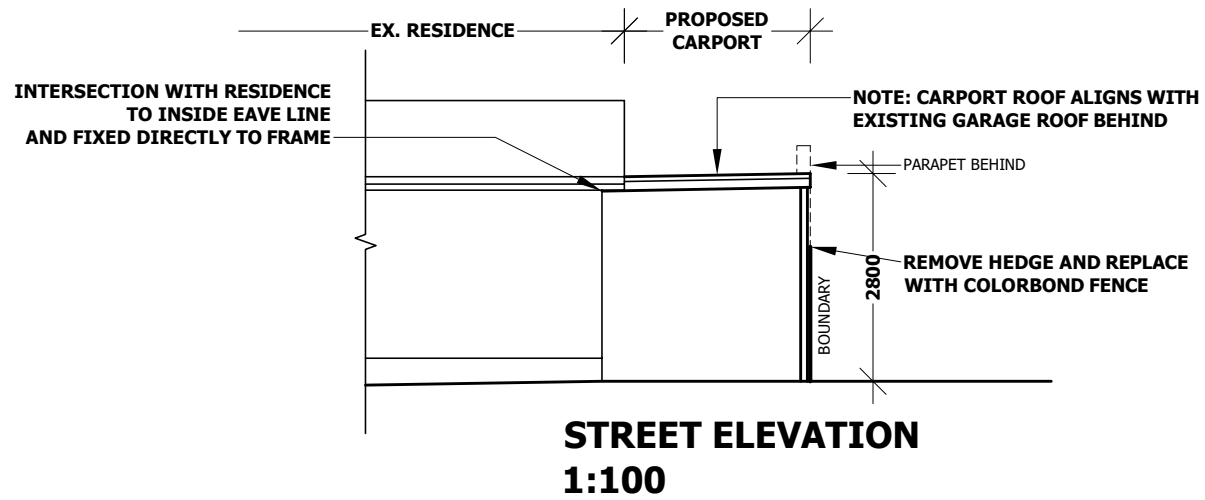 EX. RESIDENCE
PROPOSED
CARPORT
INTERSECTION WITH RESIDENCE
TO INSIDE EAVE LINE
AND FIXED DIRECTLY TO FRAME
NOTE: CARPORT ROOF ALIGNS WITH
EXISTING GARAGE ROOF BEHIND
PARAPET BEHIND
2800
REMOVE HEDGE AND REPLACE
WITH COLORBOND FENCE
BOUNDARY
STREET ELEVATION
1:100